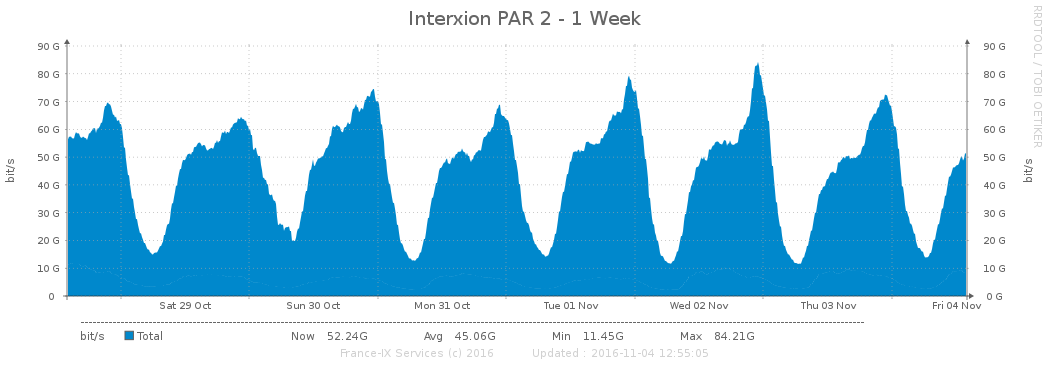 Interxion PAR 2 - 1 Week
RRDTOOL / TOBI OETIKER
90 G 90 G
80 G 80 G
70 G 70 G
60 G 60 G
50 G 50 G
40 G 40 G
30 G 30 G
20 G 20 G
10 G 10 G
0 0 G
bit/s
bit/s
Sat 29 Oct Sun 30 Oct Mon 31 Oct Tue 01 Nov Wed 02 Nov Thu 03 Nov Fri 04 Nov
bit/s Total Now 52.24G Avg 45.06G Min 11.45G Max 84.21G
France-IX Services (c) 2016 Updated : 2016-11-04 12:55:05